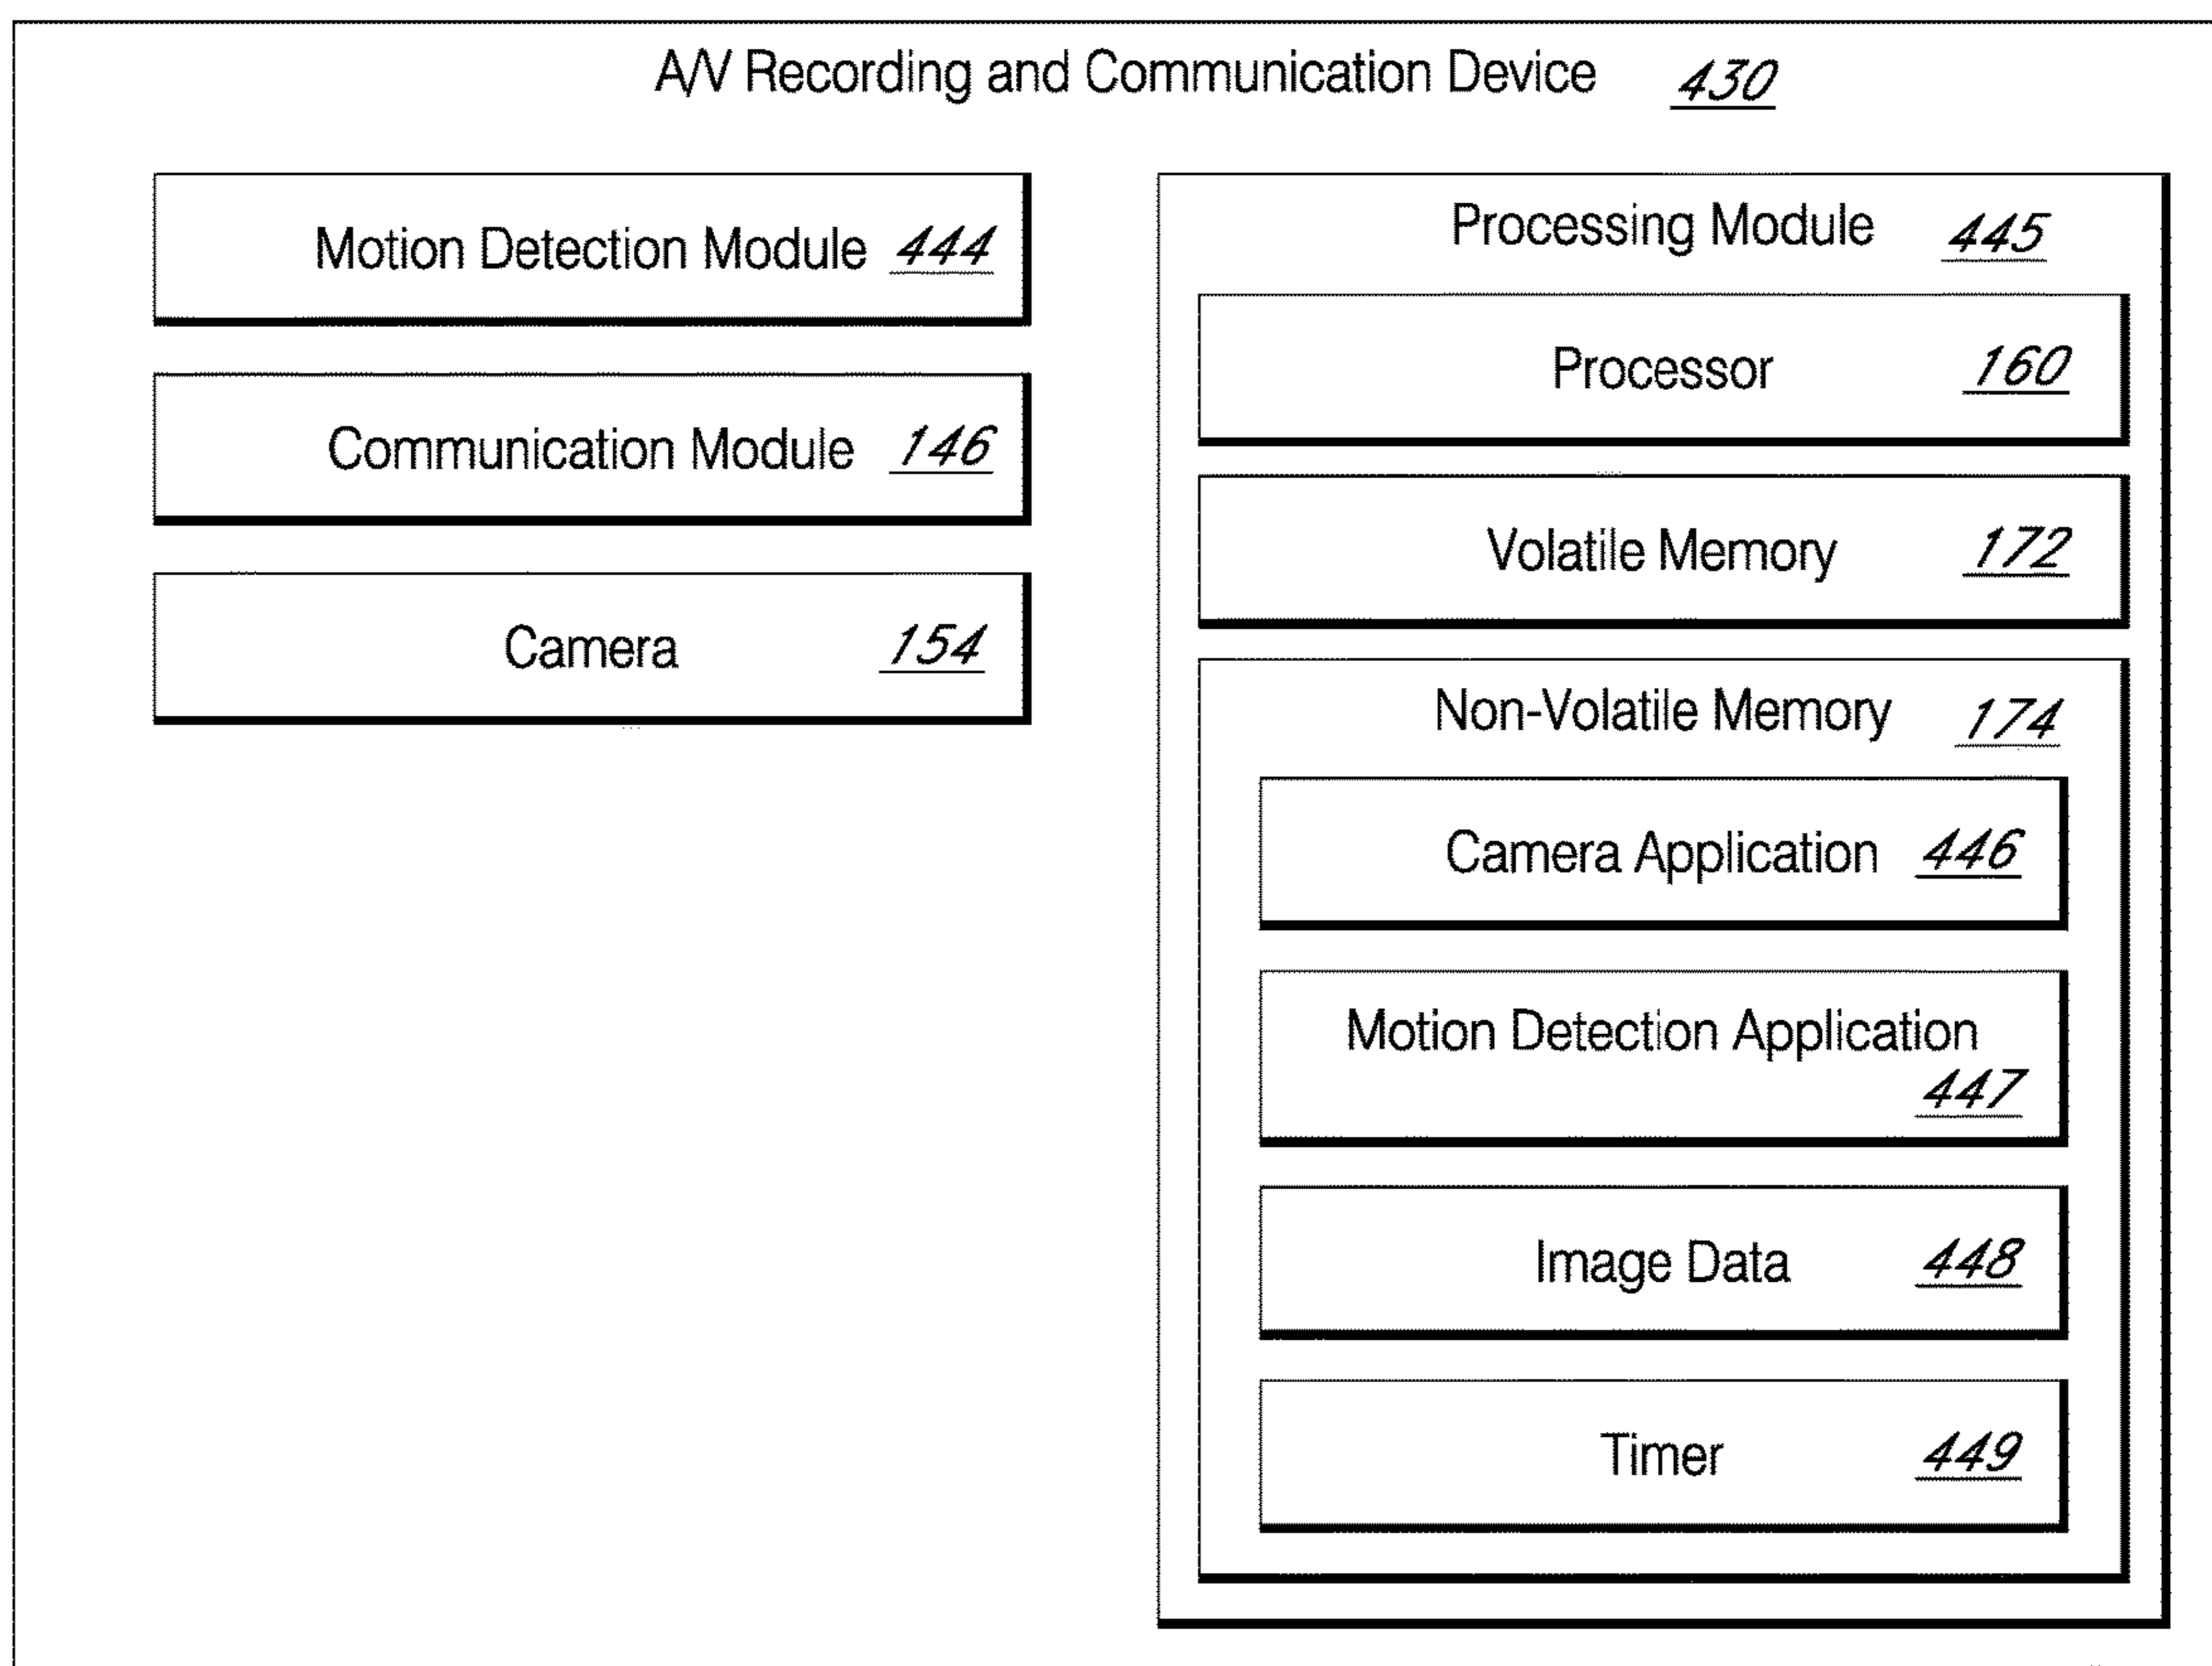 A/V Recording and Communication Device 430
Motion Detection Module 444
Communication Module 146
Camera 154
Processing Module 445
Processor 160
Volatile Memory 172
Non-Volatile Memory 174
Camera Application 446
Motion Detection Application
447
Image Data 448
Timer 449